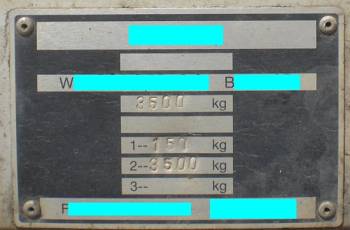 W B
3500 kg
1-- 150 kg
2-- 3500 kg
3-- kg
F